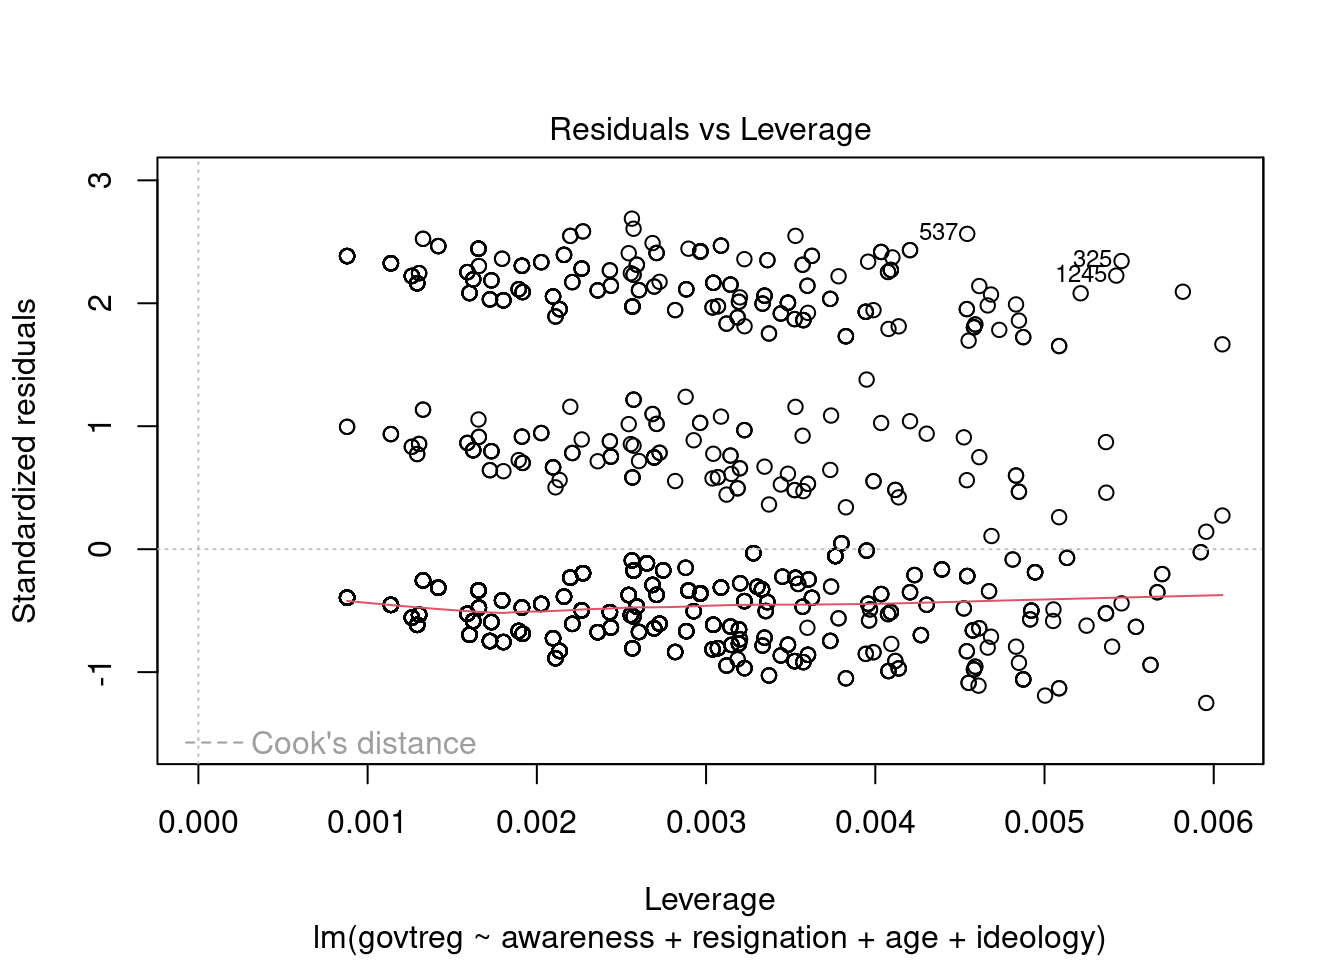 Residuals vs Leverage
Standardized residuals
3
2
1
0
-1
537
325
1245
Cook's distance
0.000 0.001 0.002 0.003 0.004 0.005 0.006
Leverage
lm(govtreg ~ awareness + resignation + age + ideology)